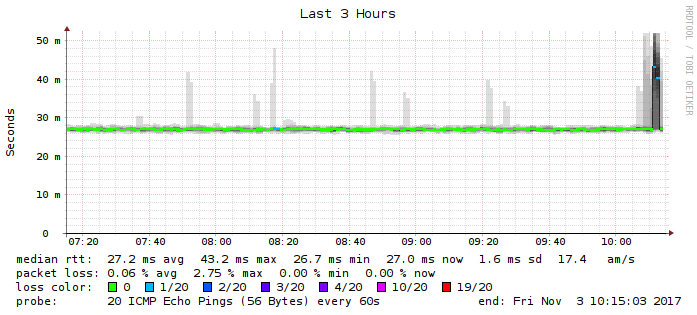 Last 3 Hours
RRDTOOL / TOBI OETIKER
Seconds
50 m
40 m
30 m
20 m
10 m
0
07:20 07:40 08:00 08:20 08:40 09:00 09:20 09:40 10:00
median rtt: 27.2 ms avg 43.2 ms max 26.7 ms min 27.0 ms now 1.6 ms sd 17.4 am/s
packet loss: 0.06 % avg 2.75 % max 0.00 % min 0.00 % now
loss color: 0 1/20 2/20 3/20 4/20 10/20 19/20
probe: 20 ICMP Echo Pings (56 Bytes) every 60s end: Fri Nov 3 10:15:03 2017